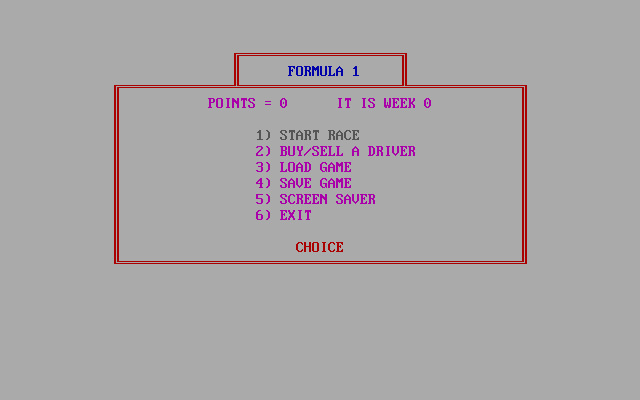 FORMULA 1
POINTS = 0      IT IS WEEK 0
1) START RACE
2) BUY/SELL A DRIVER
3) LOAD GAME
4) SAVE GAME
5) SCREEN SAVER
6) EXIT
CHOICE